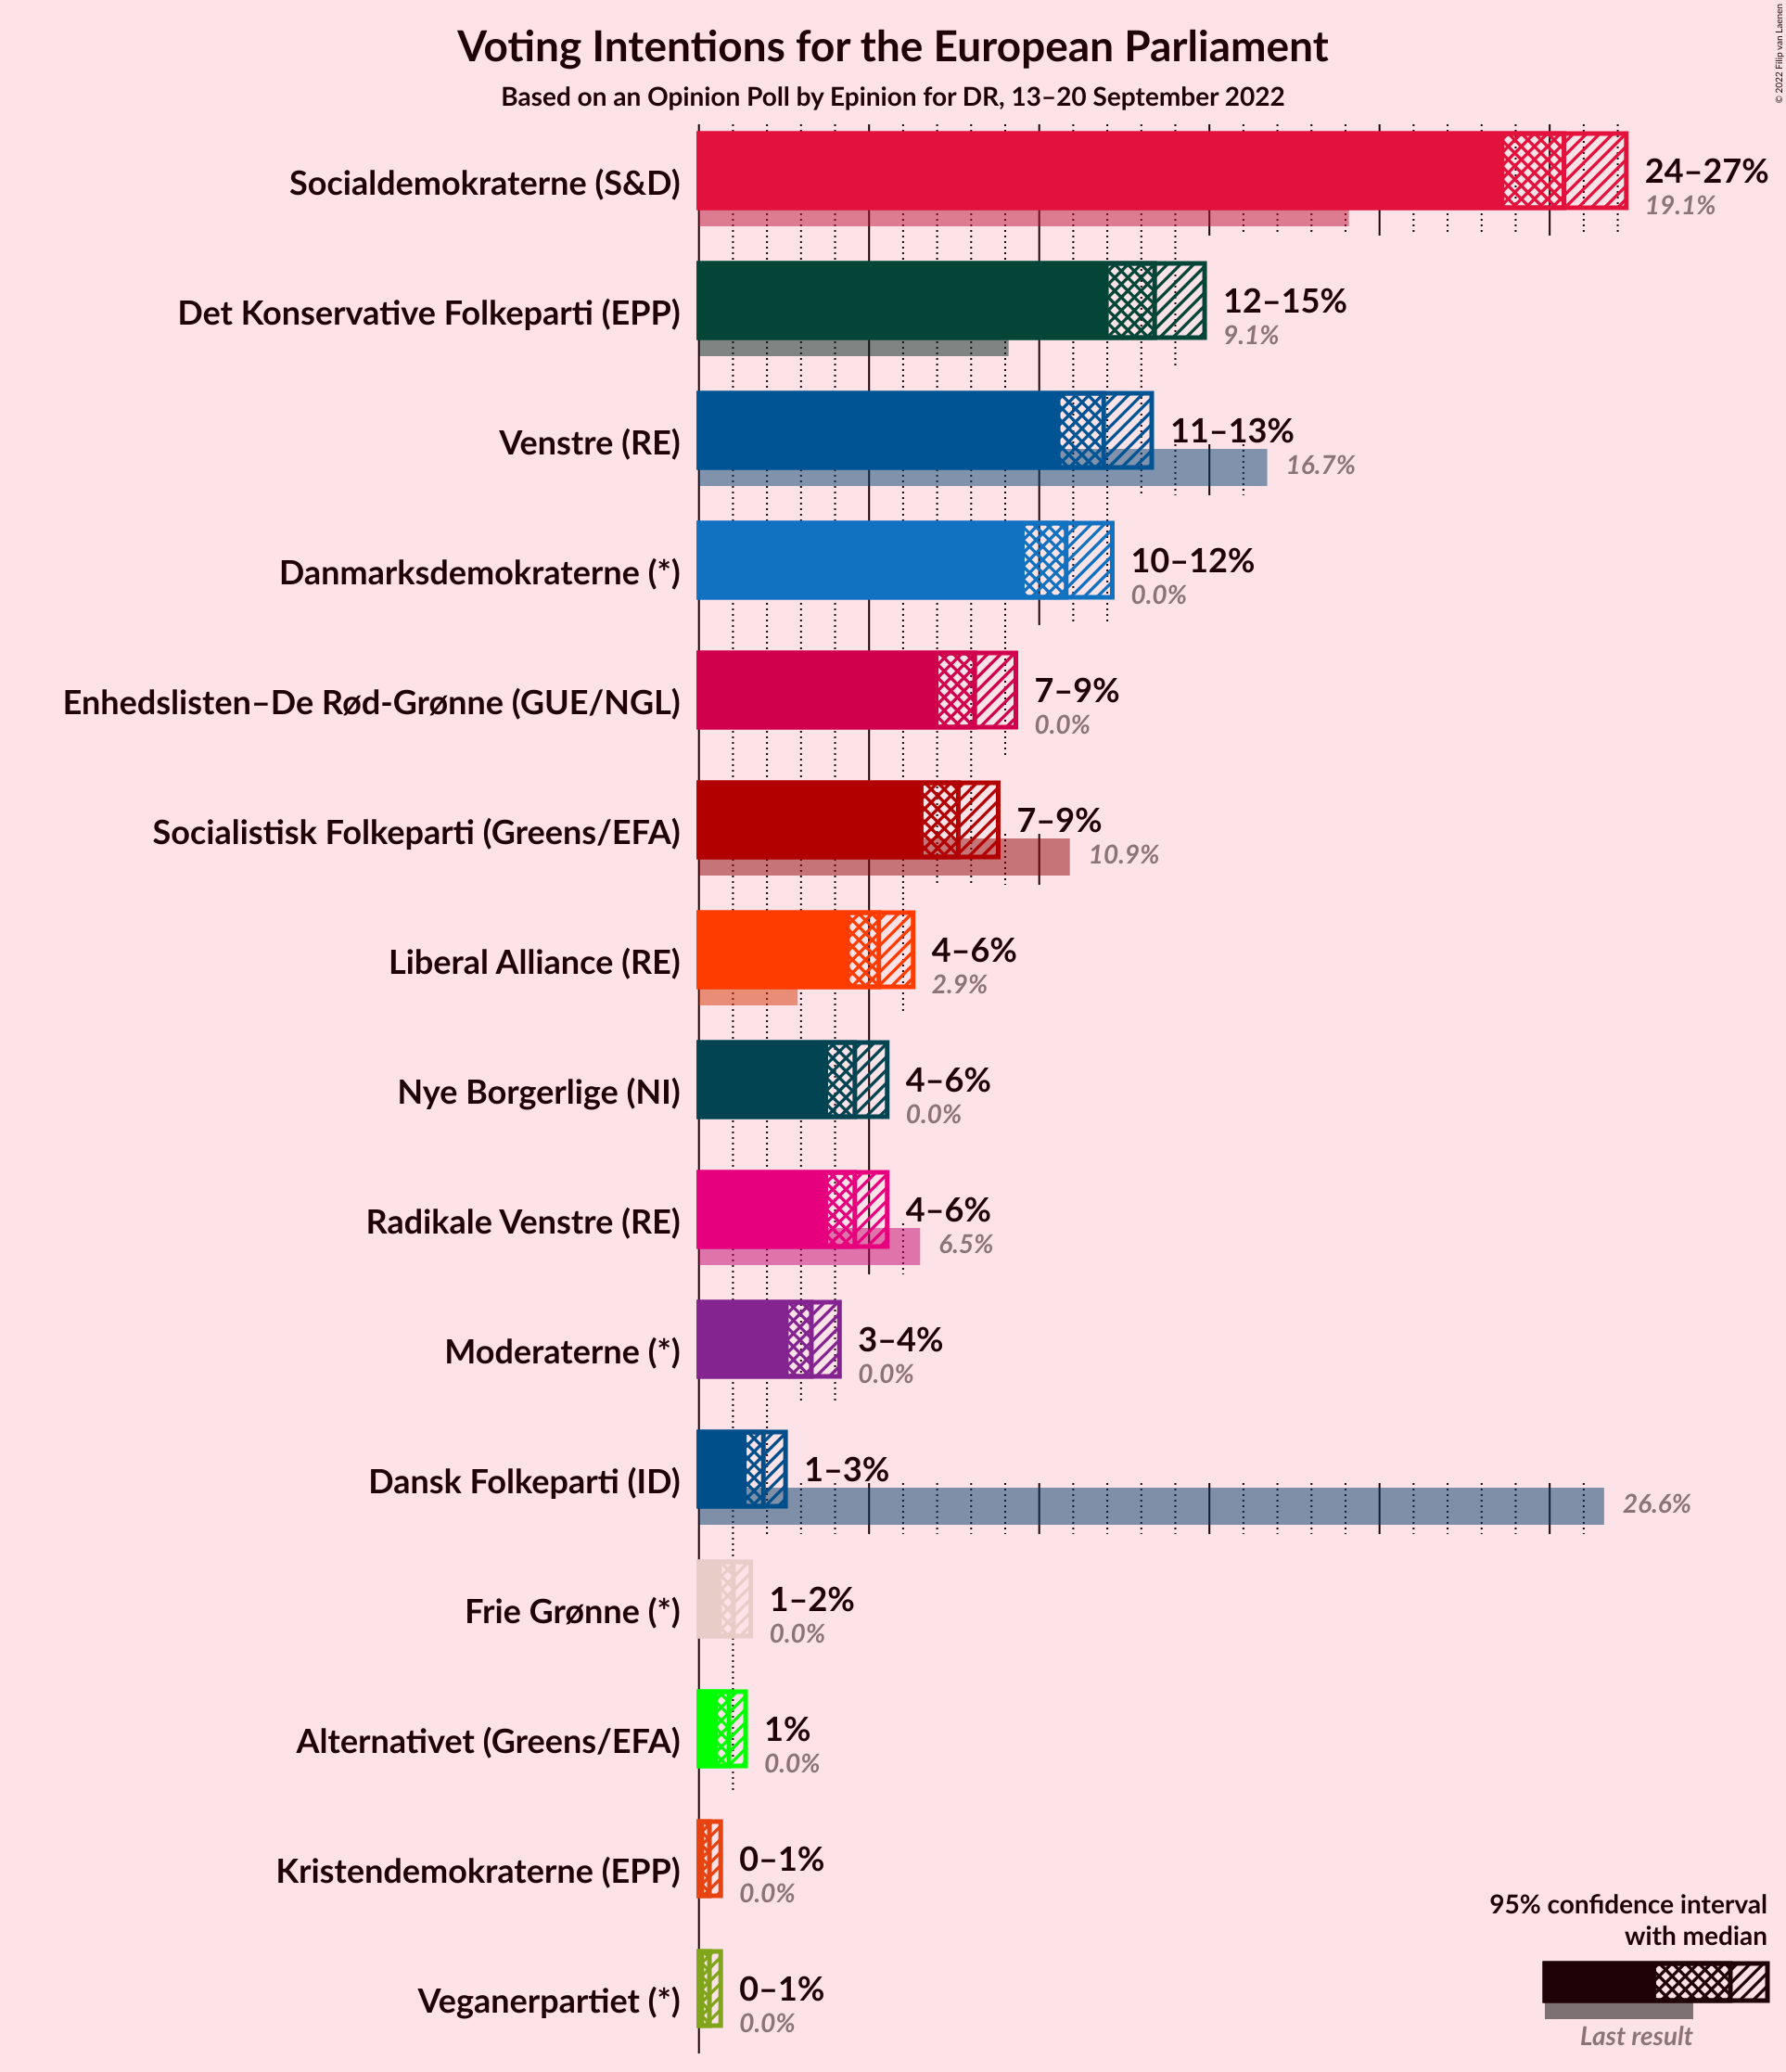 Voting Intentions for the European Parliament
Based on an Opinion Poll by Epinion for DR, 13–20 September 2022
© 2022 Filip van Laenen
Socialdemokraterne (S&D)
24–27%
19.1%
Det Konservative Folkeparti (EPP)
12–15%
9.1%
Venstre (RE)
11–13%
16.7%
Danmarksdemokraterne (*)
10–12%
0.0%
Enhedslisten–De Rød-Grønne (GUE/NGL)
7–9%
0.0%
Socialistisk Folkeparti (Greens/EFA)
7–9%
10.9%
Liberal Alliance (RE)
4–6%
2.9%
Nye Borgerlige (NI)
4–6%
0.0%
Radikale Venstre (RE)
4–6%
6.5%
Moderaterne (*)
3–4%
0.0%
Dansk Folkeparti (ID)
1–3%
26.6%
Frie Grønne (*)
1–2%
0.0%
Alternativet (Greens/EFA)
1%
0.0%
Kristendemokraterne (EPP)
0–1%
0.0%
Veganerpartiet (*)
0–1%
0.0%
95% confidence interval
with median
Last result